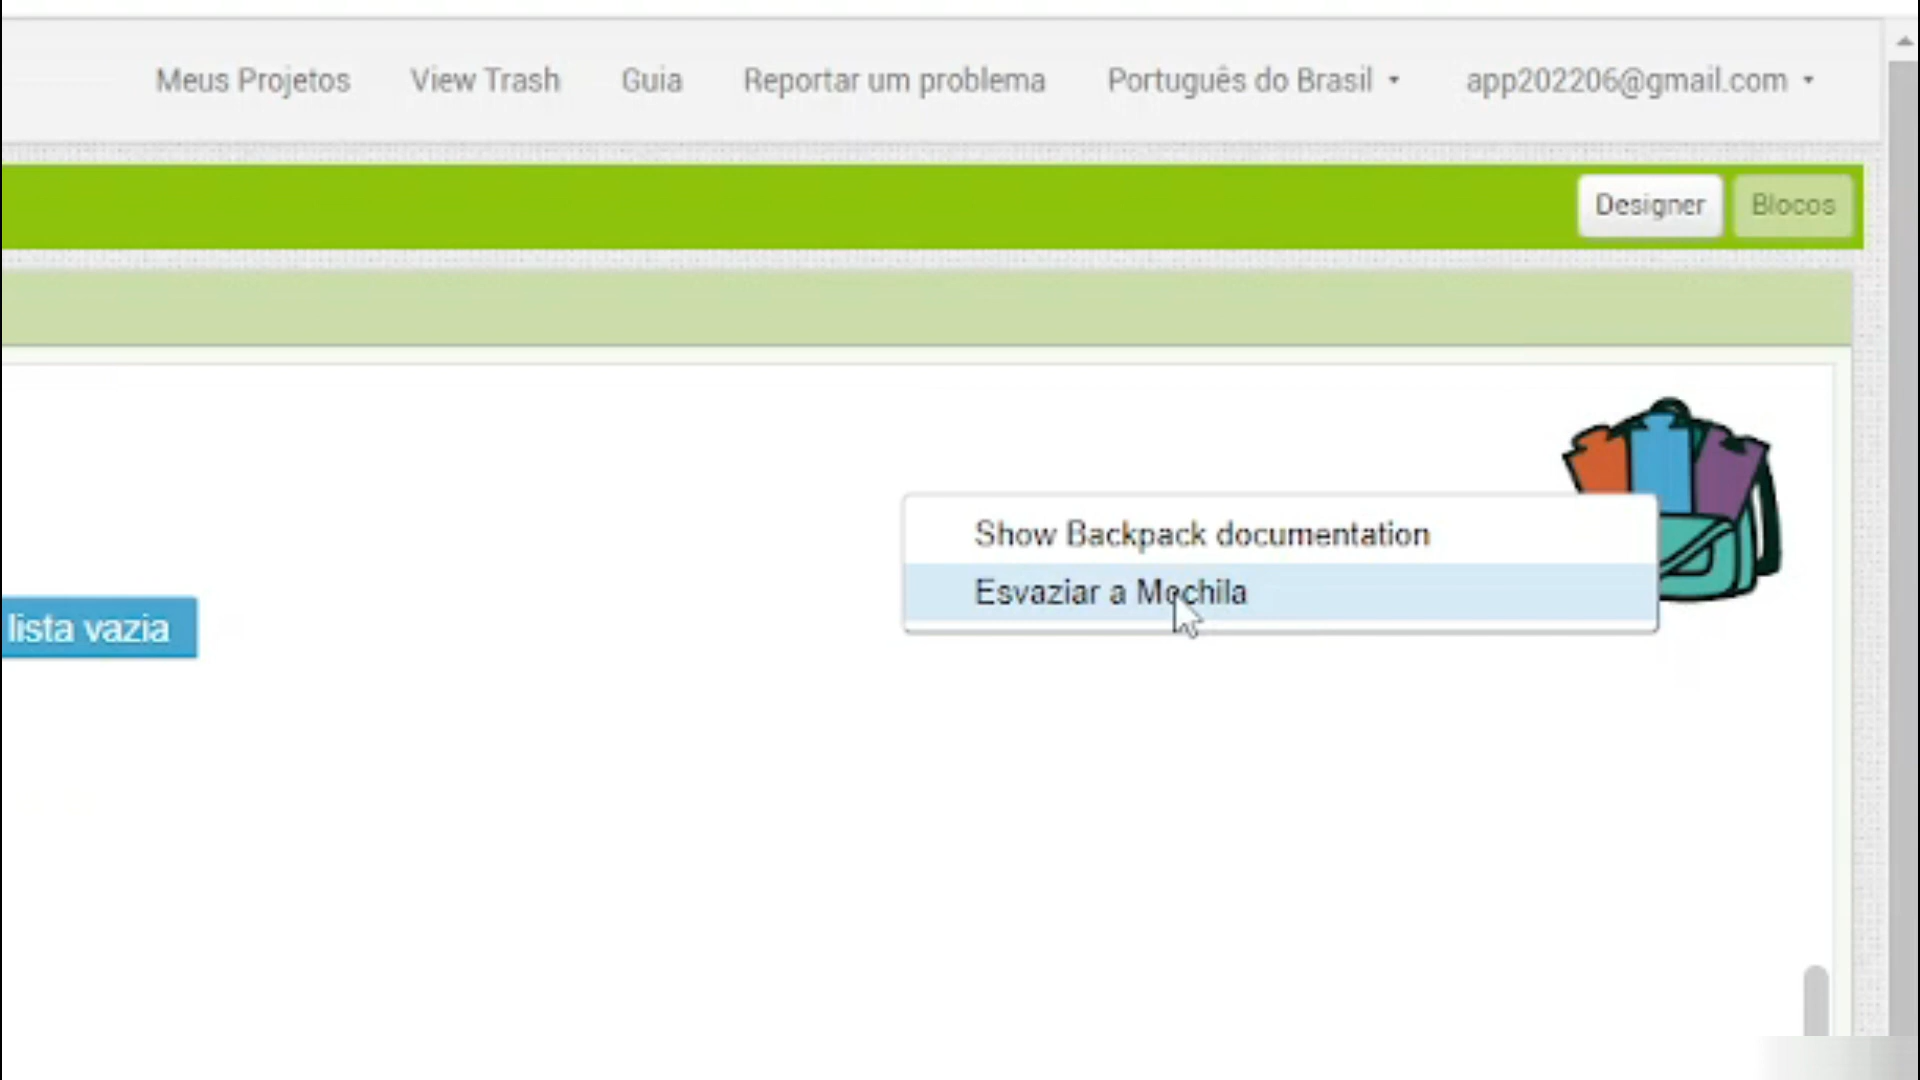 Meus Projetos View Trash Guia Reportar um problema Português do Brasil app202206@gmail.com
Designer Blocos
Show Backpack documentation
Esvaziar a Mochila
lista vazia